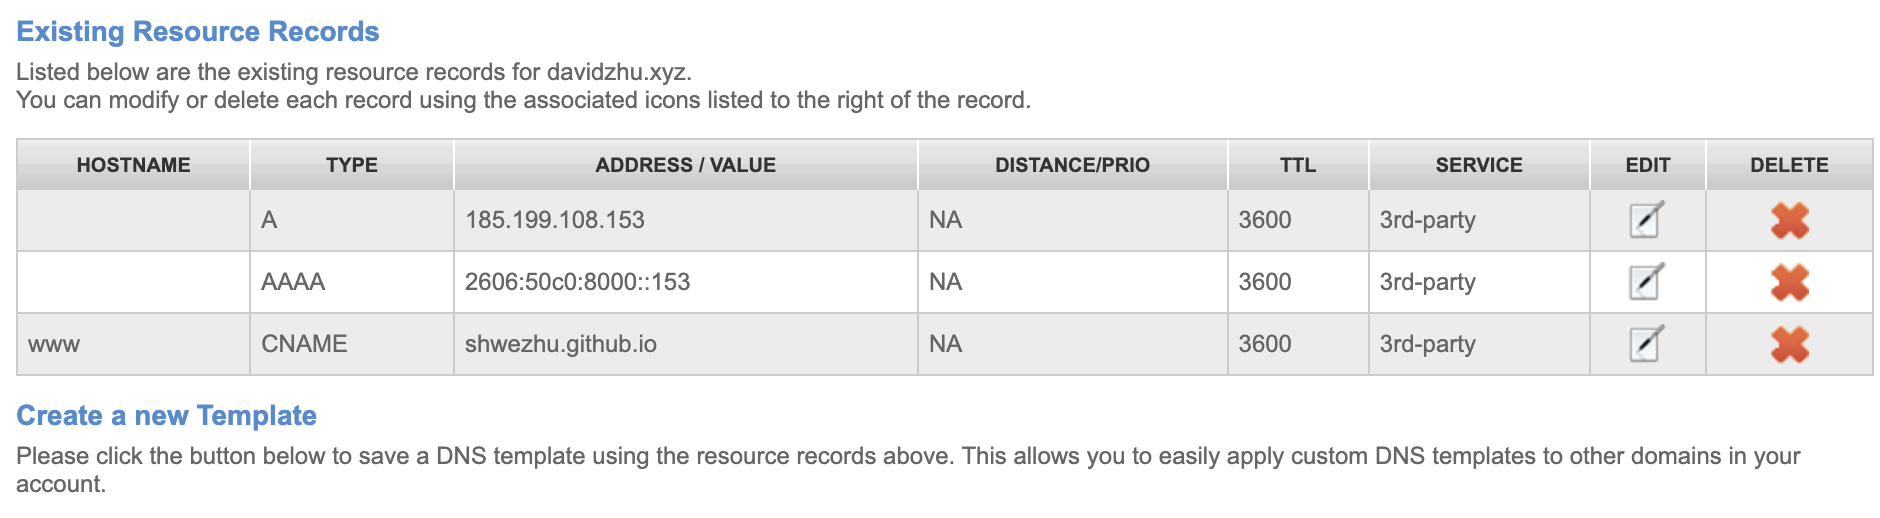 Existing Resource Records
Listed below are the existing resource records for davidzhu.xyz.
You can modify or delete each record using the associated icons listed to the right of the record.
HOSTNAME TYPE ADDRESS / VALUE DISTANCE/PRIO TTL SERVICE EDIT DELETE
A 185.199.108.153 NA 3600 3rd-party
AAAA 2606:50c0:8000::153 NA 3600 3rd-party
www CNAME shwezhu.github.io NA 3600 3rd-party
Create a new Template
Please click the button below to save a DNS template using the resource records above. This allows you to easily apply custom DNS templates to other domains in your
account.